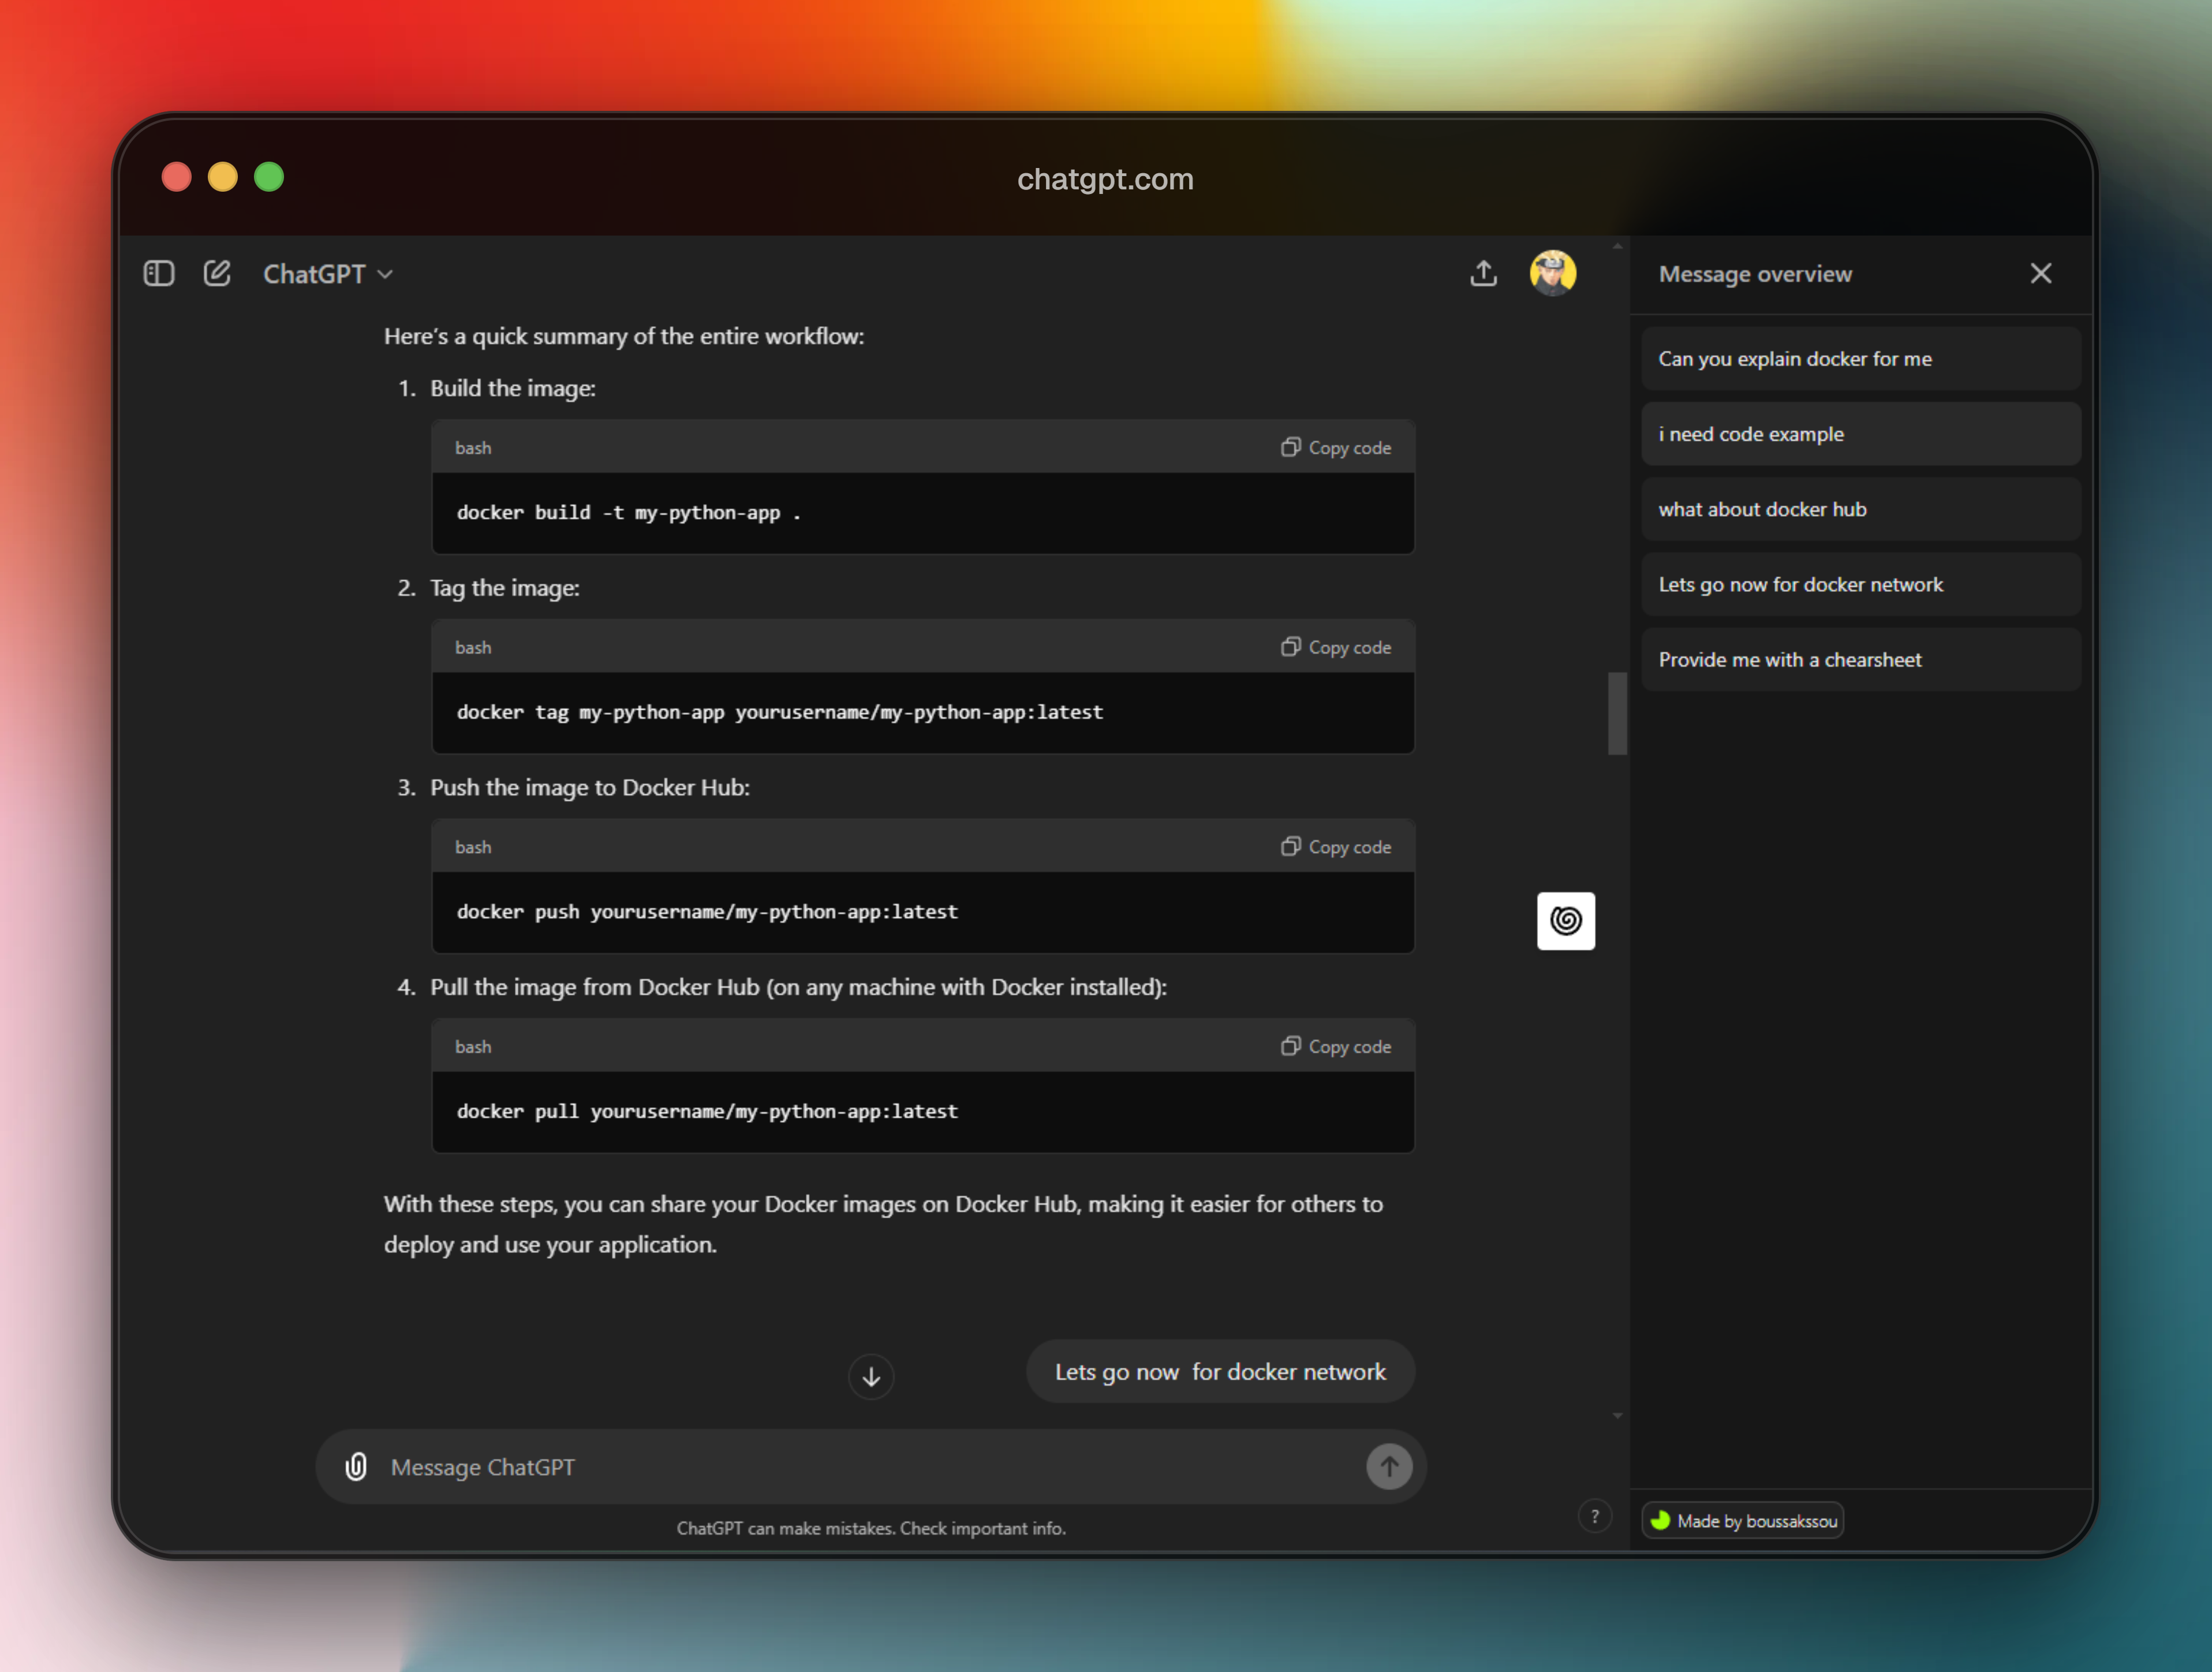 chatgpt.com
ChatGPT
Here's a quick summary of the entire workflow:
1. Build the image:
bash
Copy code
docker build -t my-python-app .
2. Tag the image:
bash
Copy code
docker tag my-python-app yourusername/my-python-app:latest
3. Push the image to Docker Hub:
bash
Copy code
docker push yourusername/my-python-app:latest
4. Pull the image from Docker Hub (on any machine with Docker installed):
bash
Copy code
docker pull yourusername/my-python-app:latest
With these steps, you can share your Docker images on Docker Hub, making it easier for others to
deploy and use your application.
Lets go now  for docker network
Message ChatGPT
ChatGPT can make mistakes. Check important info.
?
Message overview
Can you explain docker for me
i need code example
what about docker hub
Lets go now for docker network
Provide me with a chearsheet
Made by boussakssou